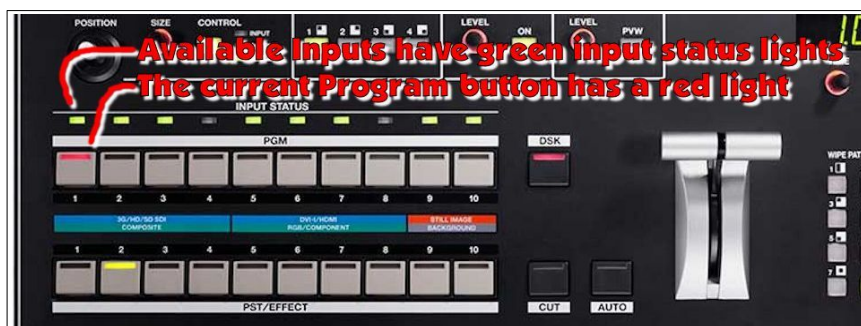 POSITION SIZE CONTROL INPUT 1 2 3 4 LEVEL ON LEVEL PVW
Available Inputs have green input status lights
The current Program button has a red light
INPUT STATUS
PGM DSK
1 2 3 4 5 6 7 8 9 10
3G/HD/SD SDI DVI-I/HDMI STILL IMAGE
COMPOSITE RGB/COMPONENT BACKGROUND
1 2 3 4 5 6 7 8 9 10
PST/EFFECT CUT AUTO
WIPE PAT
1
3
5
7